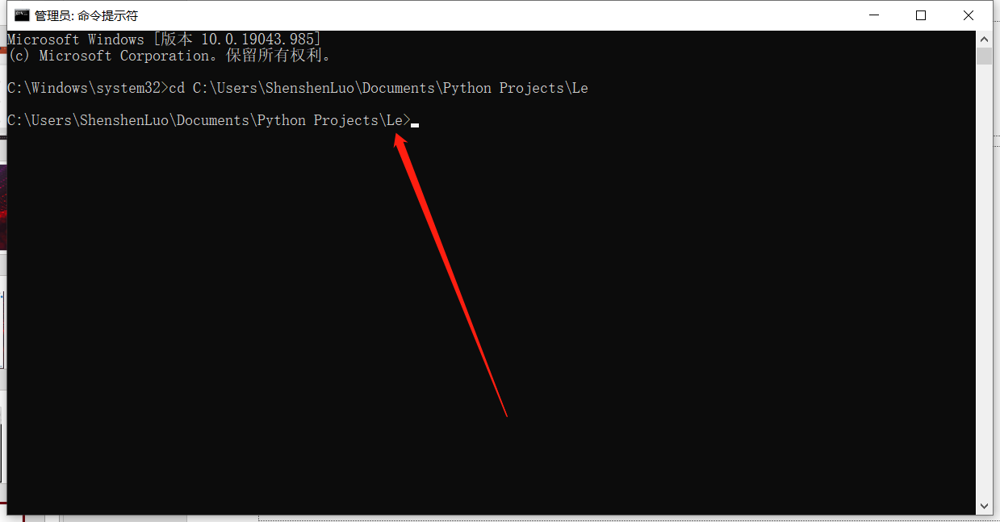 管理员: 命令提示符
Microsoft Windows [版本 10.0.19043.985]
(c) Microsoft Corporation。保留所有权利。
C:\Windows\system32>cd C:\Users\ShenshenLuo\Documents\Python Projects\Le
C:\Users\ShenshenLuo\Documents\Python Projects\Le>